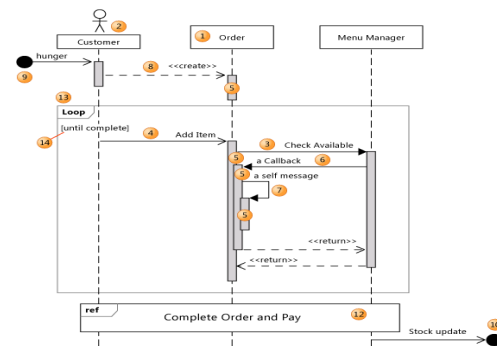 2
Customer
1 Order
Menu Manager
hunger
9
8 <<create>>
5
13
Loop
[until complete]
14
4 Add Item
3 Check Available
5
a Callback 6
5 a self message
7
5
<<return>>
<<return>>
ref
Complete Order and Pay 12
Stock update
10